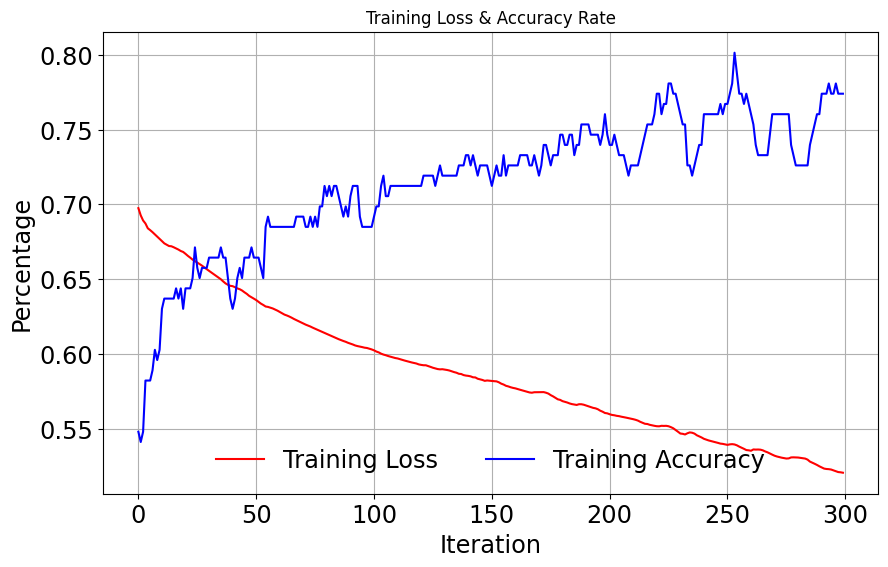 Training Loss & Accuracy Rate
0.80
0.75
0.70
0.65
0.60
0.55
Percentage
Training Loss
Training Accuracy
0
50
100
150
200
250
300
Iteration